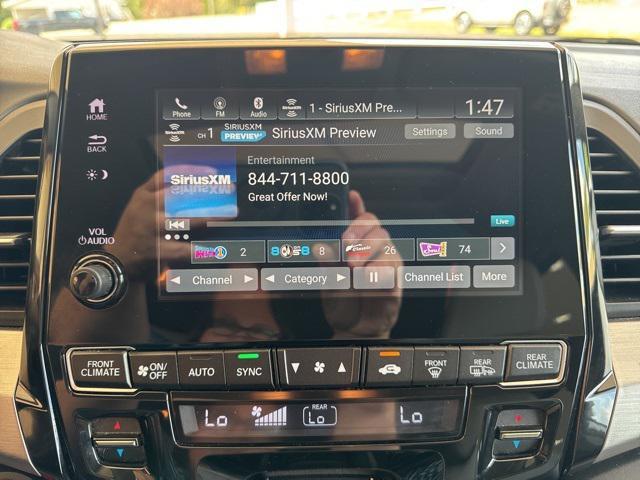 HOME
BACK
VOL
AUDIO
Phone
FM
Audio
1 - SiriusXM Pre...
1:47
CH 1 SIRIUSXM PREVIEW SiriusXM Preview
Settings
Sound
SiriusXM
Entertainment
844-711-8800
Great Offer Now!
Live
2
8
Classic
26
74
Channel
Category
Channel List
More
FRONT CLIMATE
ON/OFF
AUTO
SYNC
FRONT
REAR
REAR CLIMATE
Lo
REAR
Lo
Lo